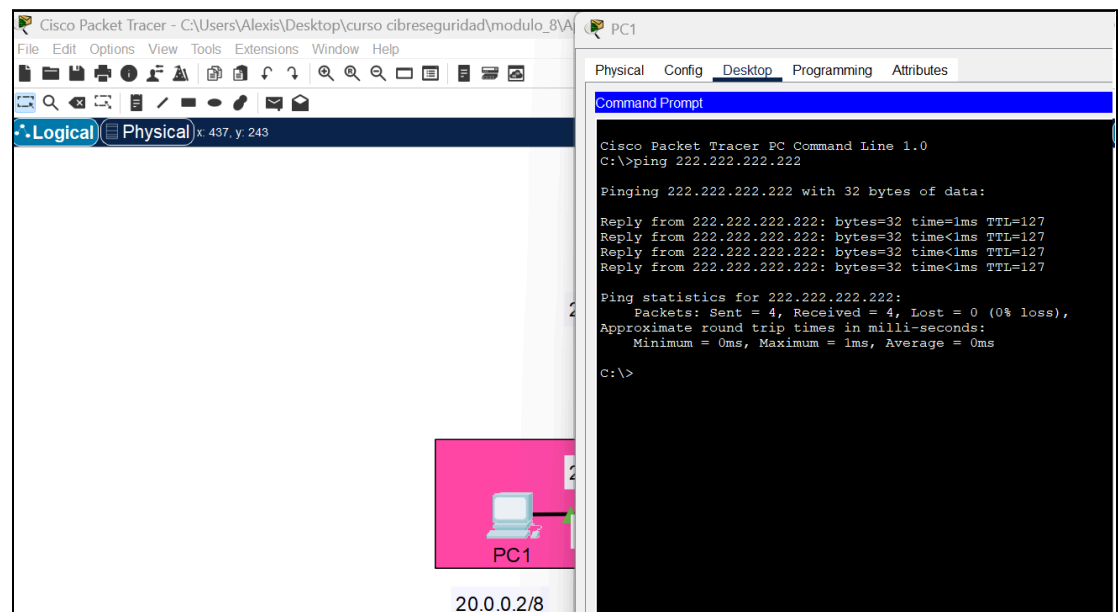 Cisco Packet Tracer - C:\Users\Alexis\Desktop\curso cibreseguridad\modulo_8\A
File Edit Options View Tools Extensions Window Help
Logical Physical x: 437, y: 243
2
2
PC1
20.0.0.2/8
PC1
Physical Config Desktop Programming Attributes
Command Prompt
Cisco Packet Tracer PC Command Line 1.0
C:\>ping 222.222.222.222
Pinging 222.222.222.222 with 32 bytes of data:
Reply from 222.222.222.222: bytes=32 time=1ms TTL=127
Reply from 222.222.222.222: bytes=32 time<1ms TTL=127
Reply from 222.222.222.222: bytes=32 time<1ms TTL=127
Reply from 222.222.222.222: bytes=32 time<1ms TTL=127
Ping statistics for 222.222.222.222:
Packets: Sent = 4, Received = 4, Lost = 0 (0% loss),
Approximate round trip times in milli-seconds:
Minimum = 0ms, Maximum = 1ms, Average = 0ms
C:\>